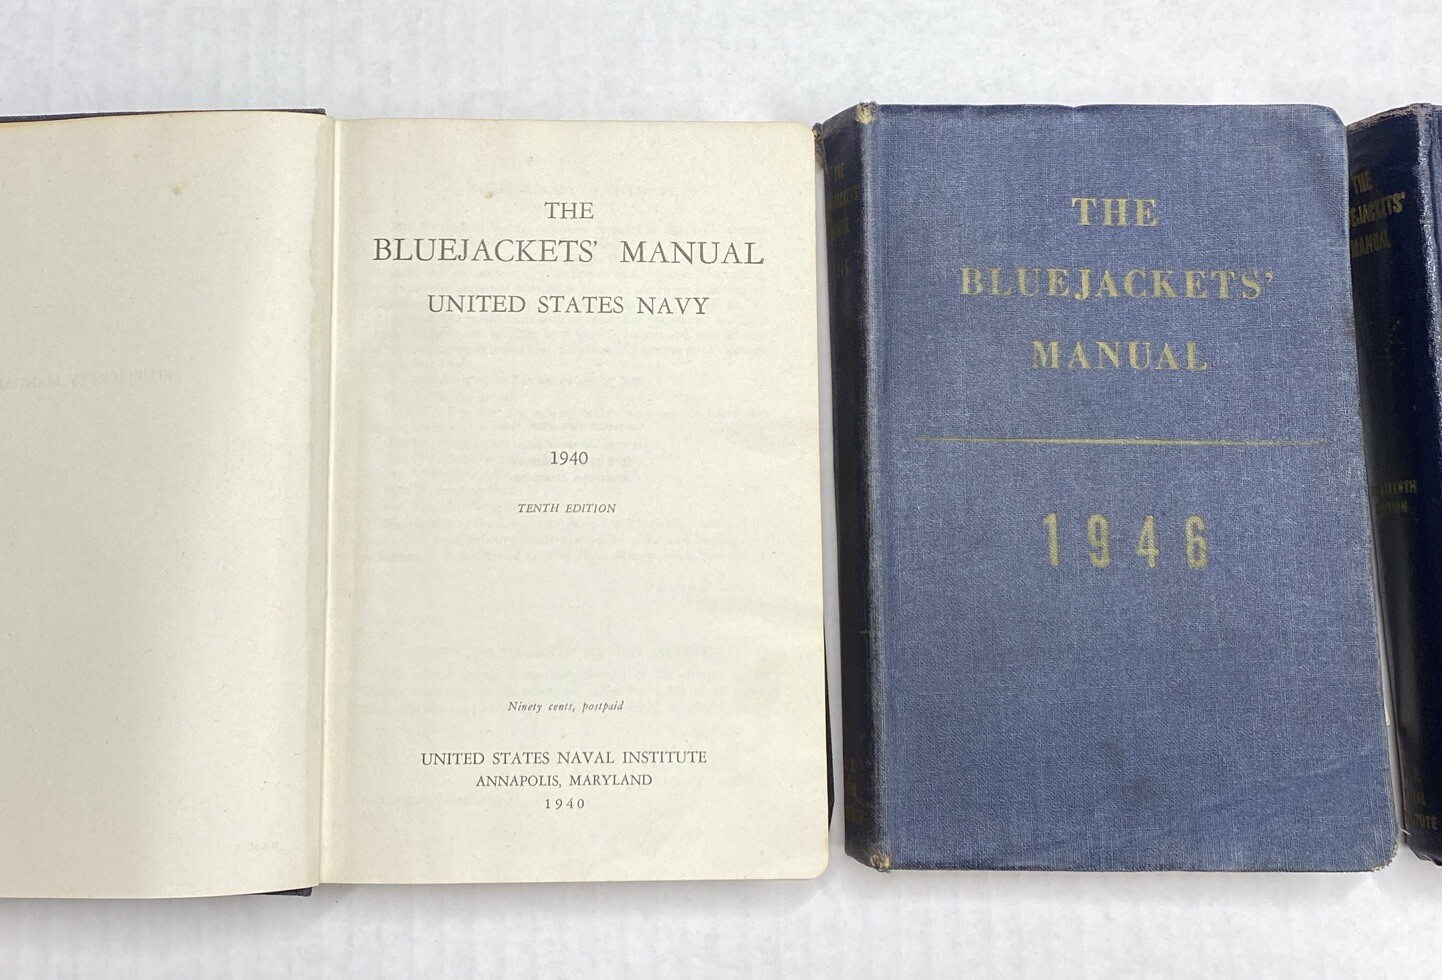 THE
BLUEJACKETS' MANUAL
UNITED STATES NAVY
1940
TENTH EDITION
Ninety cents, postpaid
UNITED STATES NAVAL INSTITUTE
ANNAPOLIS, MARYLAND
1940
THE
BLUEJACKETS'
MANUAL
1946
THE
MANUAL